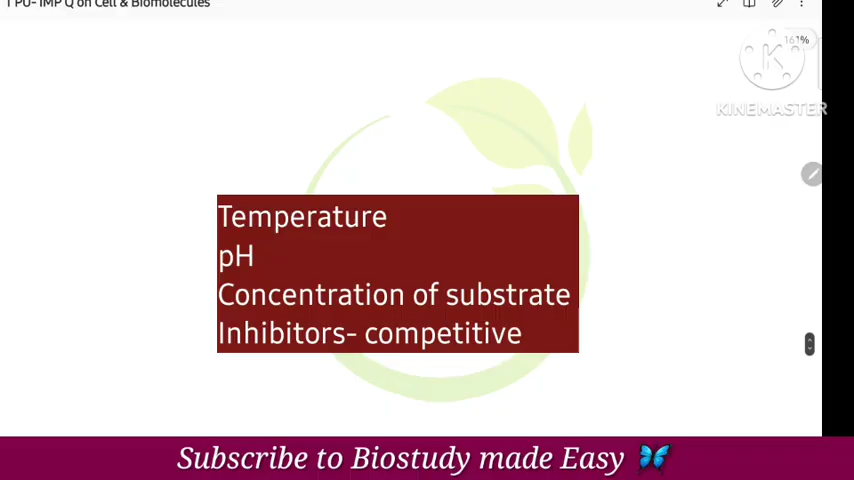 1 PU- IMP Q on Cell & Biomolecules
161%
KINEMASTER
Temperature
pH
Concentration of substrate
Inhibitors- competitive
Subscribe to Biostudy made Easy 🦋